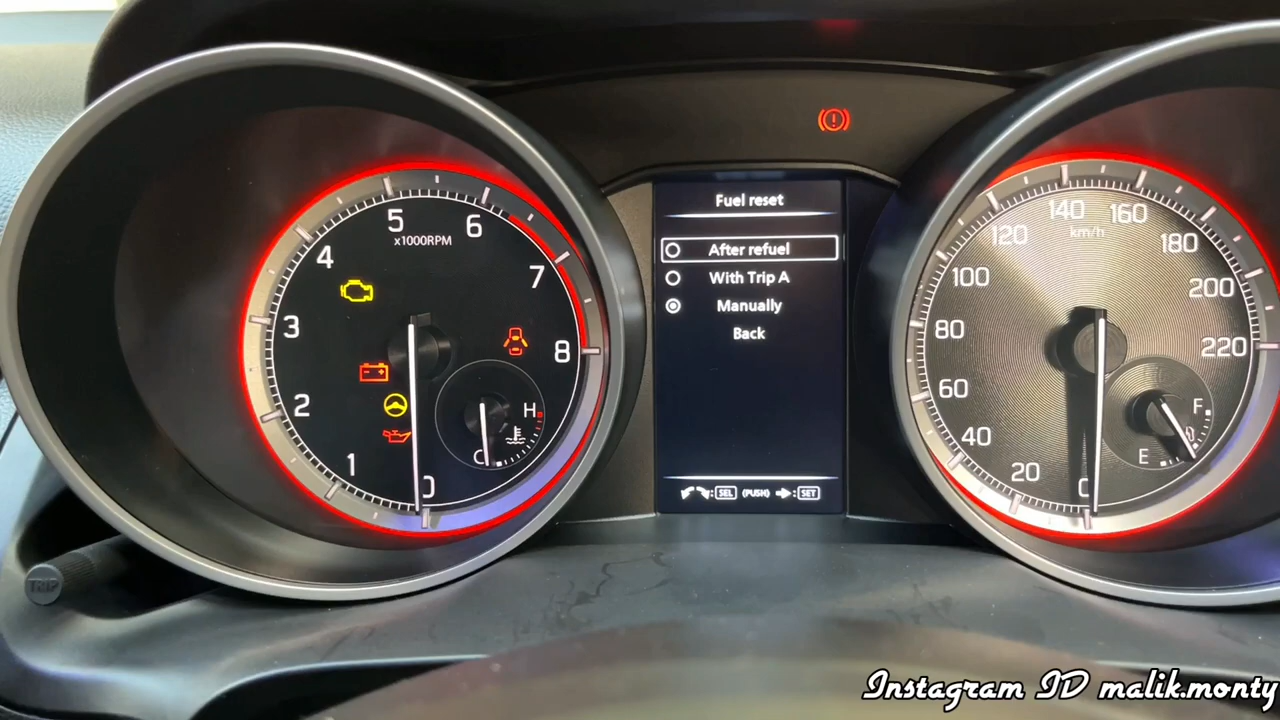 Fuel reset
After refuel
With Trip A
Manually
Back
SEL (PUSH) SET
0 1 2 3 4 5 6 7 8
x1000RPM
H
C
0 20 40 60 80 100 120 140 160 180 200 220
km/h
F
E
TRIP
Instagram ID malik.monty